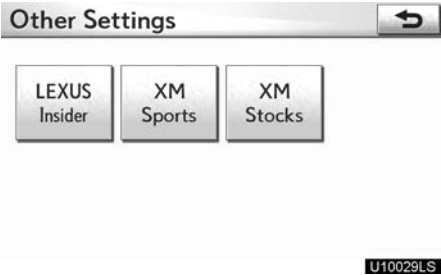 Other Settings
LEXUS
Insider
XM
Sports
XM
Stocks
U10029LS